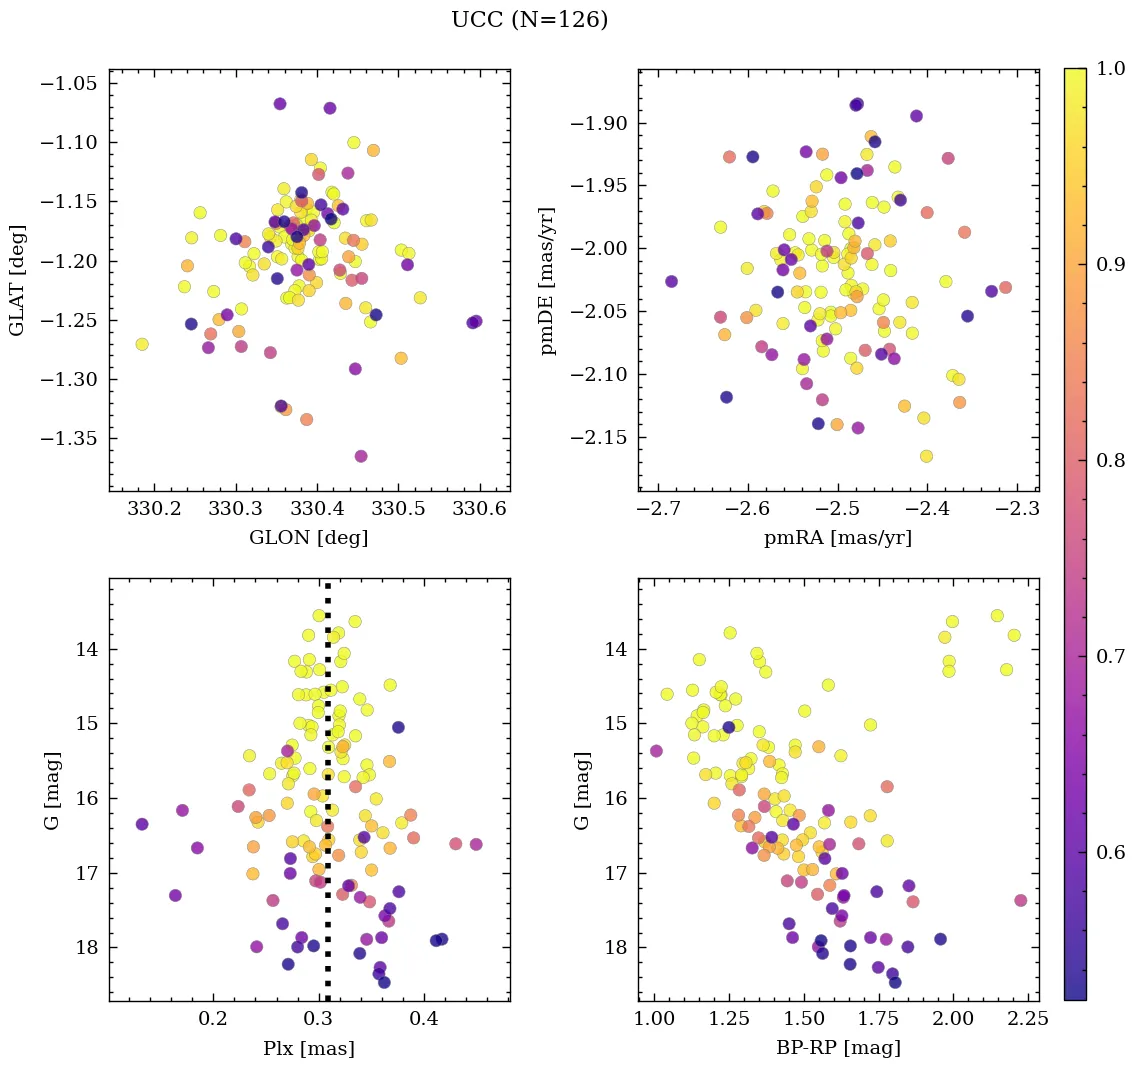 UCC (N=126)
−1.05
−1.10
−1.15
−1.20
−1.25
−1.30
−1.35
GLAT [deg]
330.2 330.3 330.4 330.5 330.6
GLON [deg]
−1.90
−1.95
−2.00
−2.05
−2.10
−2.15
pmDE [mas/yr]
−2.7 −2.6 −2.5 −2.4 −2.3
pmRA [mas/yr]
14
15
16
17
18
G [mag]
0.2 0.3 0.4
Plx [mas]
14
15
16
17
18
G [mag]
1.00 1.25 1.50 1.75 2.00 2.25
BP-RP [mag]
1.0
0.9
0.8
0.7
0.6